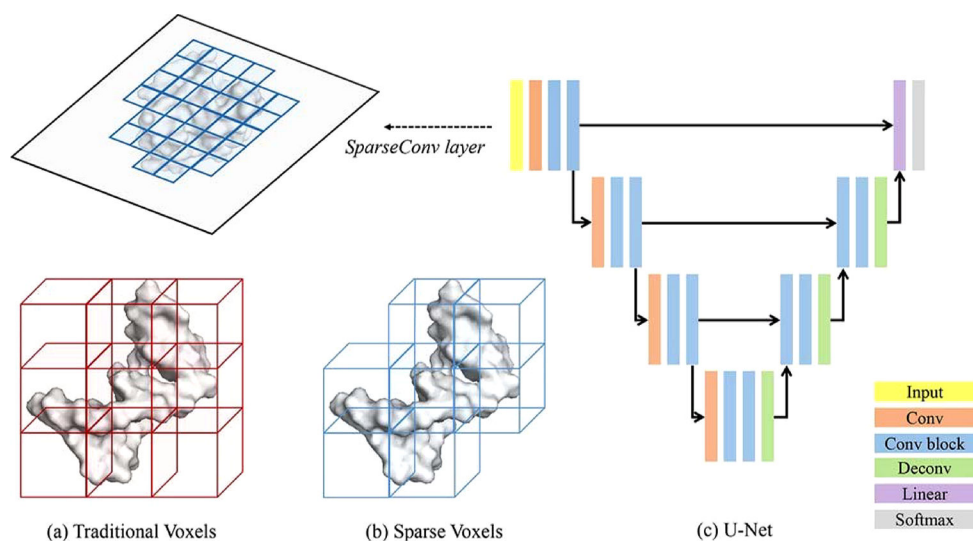 SparseConv layer
Input
Conv
Conv block
Deconv
Linear
Softmax
(a) Traditional Voxels
(b) Sparse Voxels
(c) U-Net